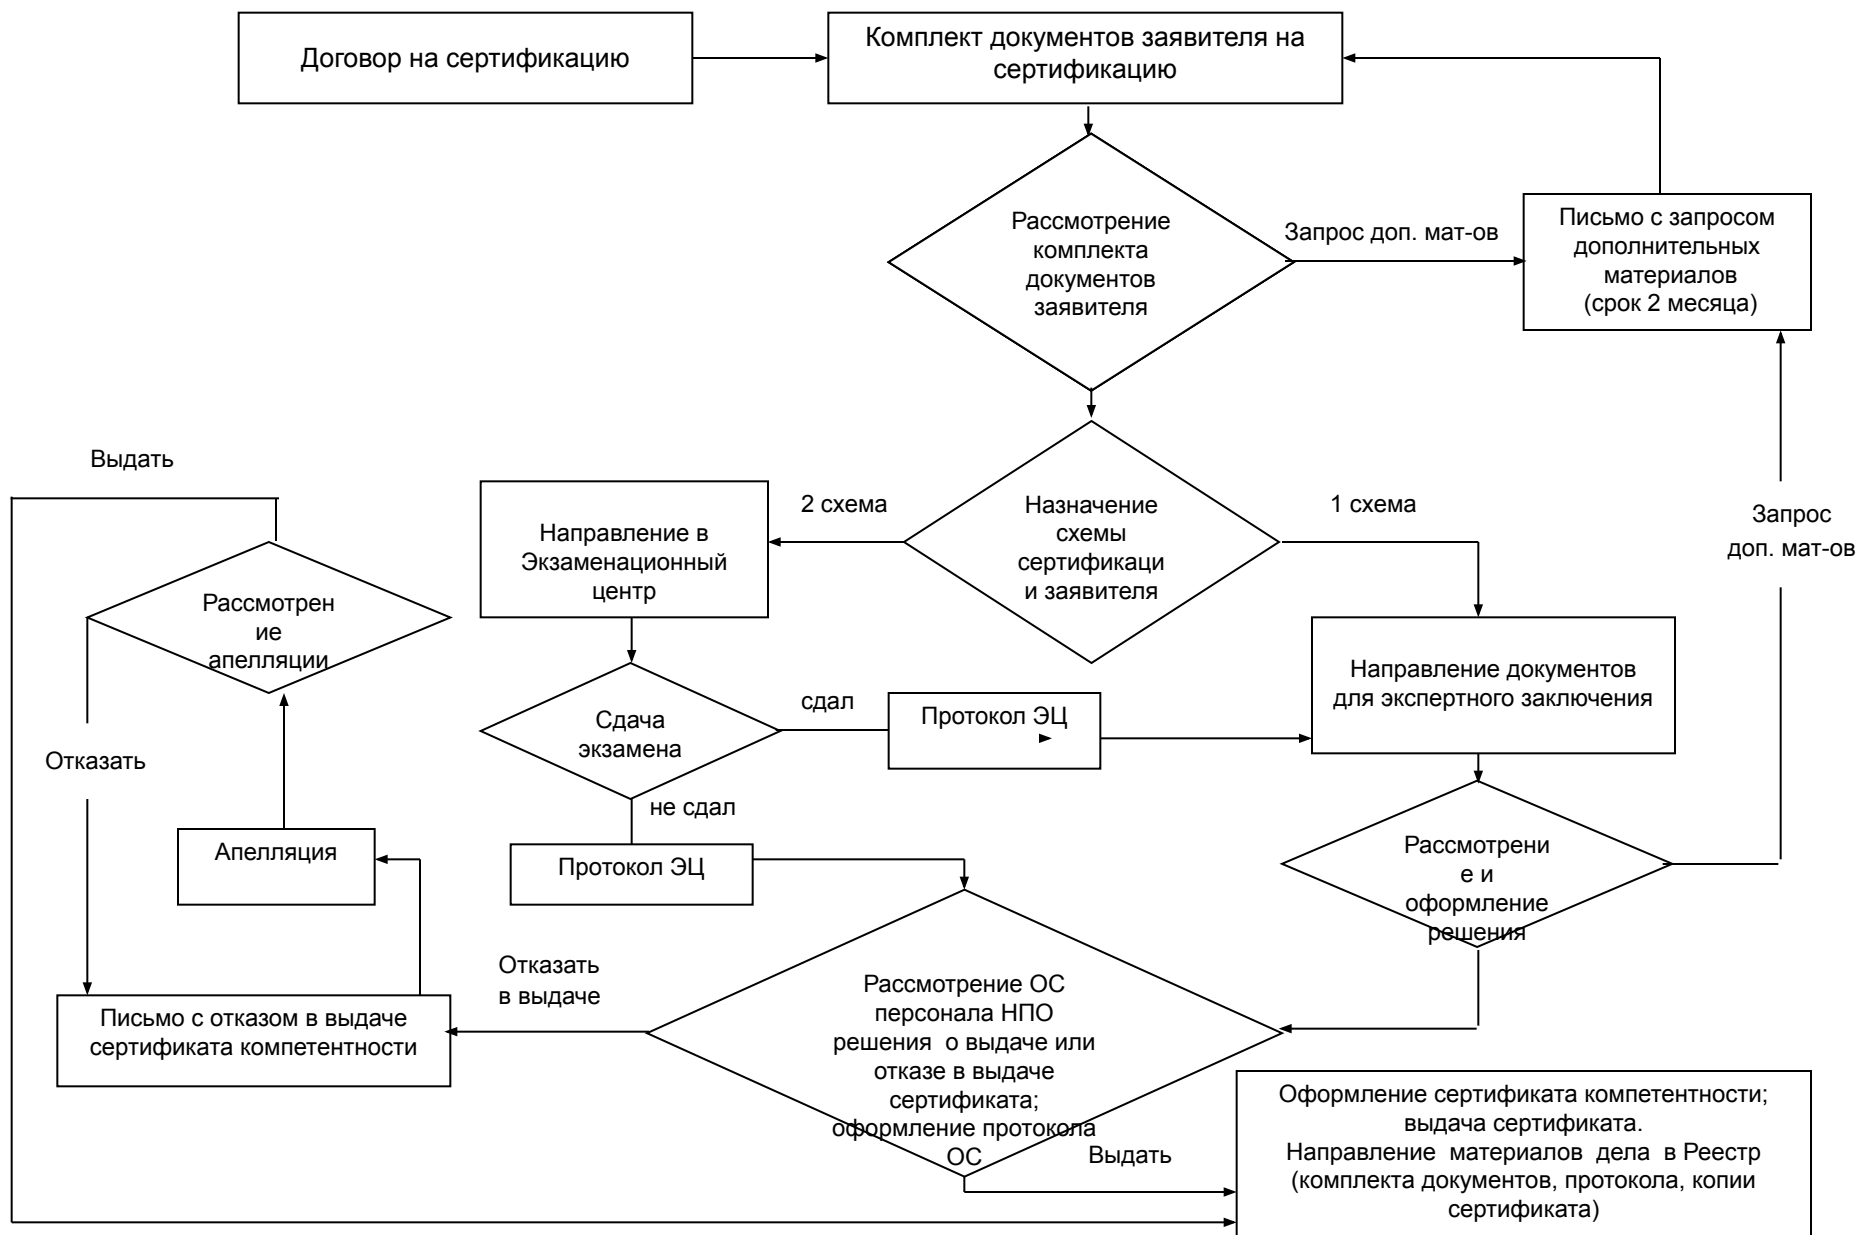 Договор на сертификацию
Комплект документов заявителя на
сертификацию
Рассмотрение
комплекта
документов
заявителя
Запрос доп. мат-ов
Письмо с запросом
дополнительных
материалов
(срок 2 месяца)
Выдать
Направление в
Экзаменационный
центр
2 схема
Назначение
схемы
сертификаци
и заявителя
1 схема
Запрос
доп. мат-ов
Рассмотрен
ие
апелляции
Отказать
Сдача
экзамена
сдал
Протокол ЭЦ
Направление документов
для экспертного заключения
не сдал
Апелляция
Протокол ЭЦ
Рассмотрени
е и
оформление
решения
Отказать
в выдаче
Письмо с отказом в выдаче
сертификата компетентности
Рассмотрение ОС
персонала НПО
решения о выдаче или
отказе в выдаче
сертификата;
оформление протокола
ОС
Выдать
Оформление сертификата компетентности;
выдача сертификата.
Направление материалов дела в Реестр
(комплекта документов, протокола, копии
сертификата)